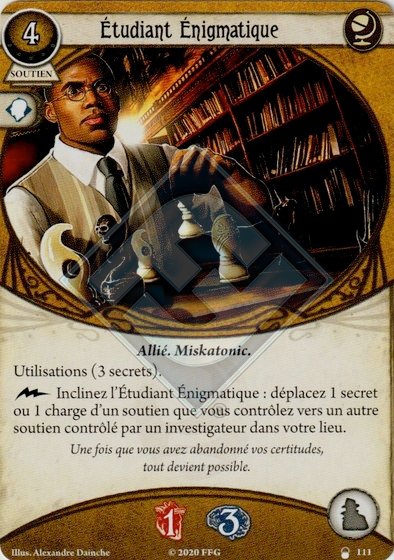 4
Étudiant Énigmatique
SOUTIEN
Allié. Miskatonic.
Utilisations (3 secrets).
Inclinez l'Étudiant Énigmatique : déplacez 1 secret
ou 1 charge d'un soutien que vous contrôlez vers un autre
soutien contrôlé par un investigateur dans votre lieu.
Une fois que vous avez abandonné vos certitudes,
tout devient possible.
1 3
Illus. Alexandre Dainche © 2020 FFG 111